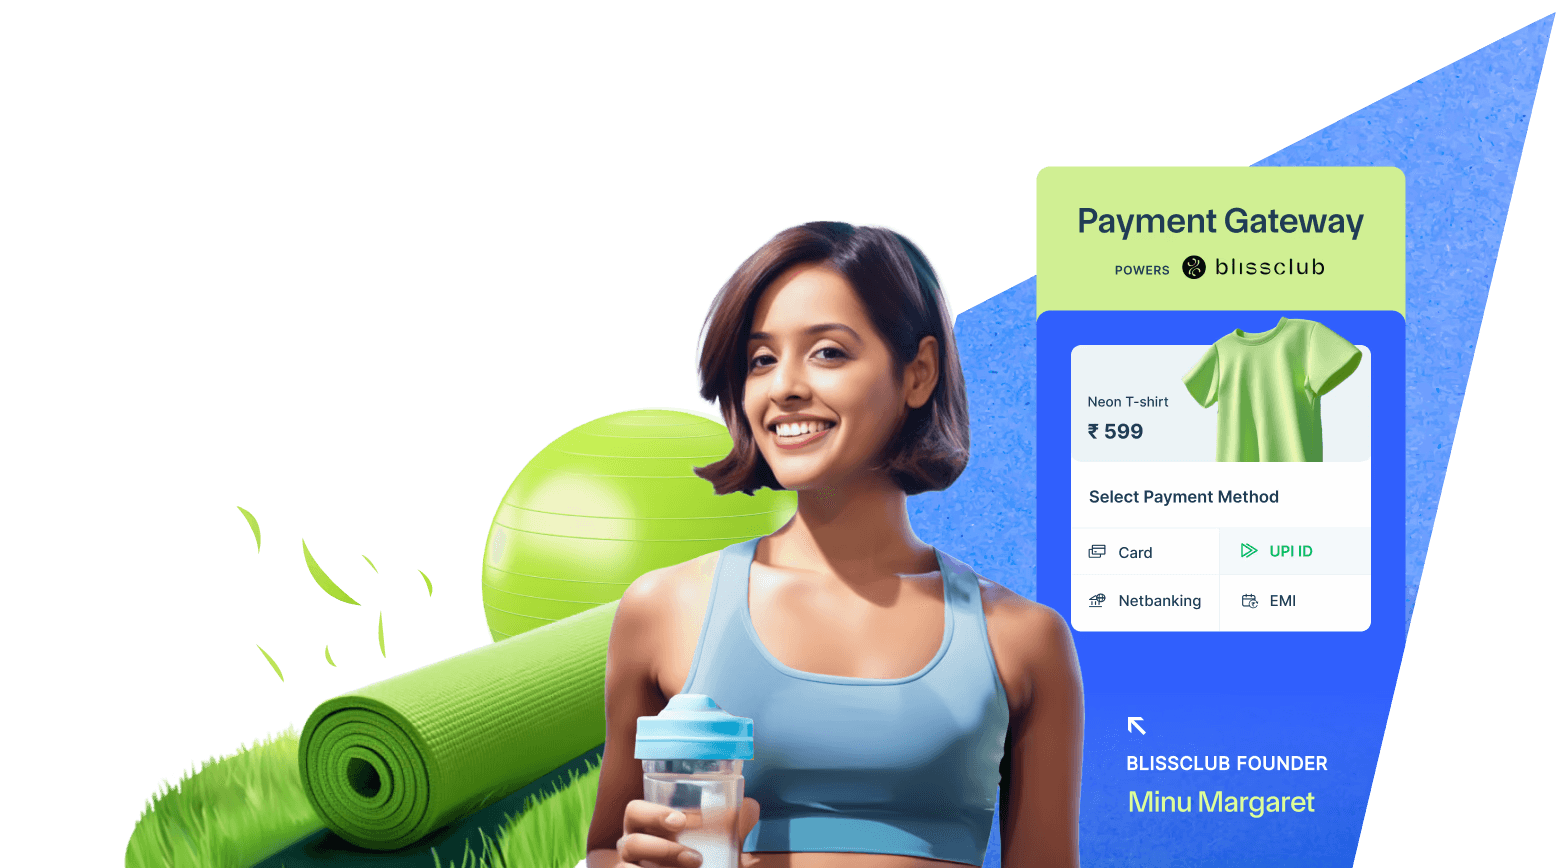 Payment Gateway
POWERS blissclub
Neon T-shirt
₹ 599
Select Payment Method
Card
UPI ID
Netbanking
EMI
BLISSCLUB FOUNDER
Minu Margaret